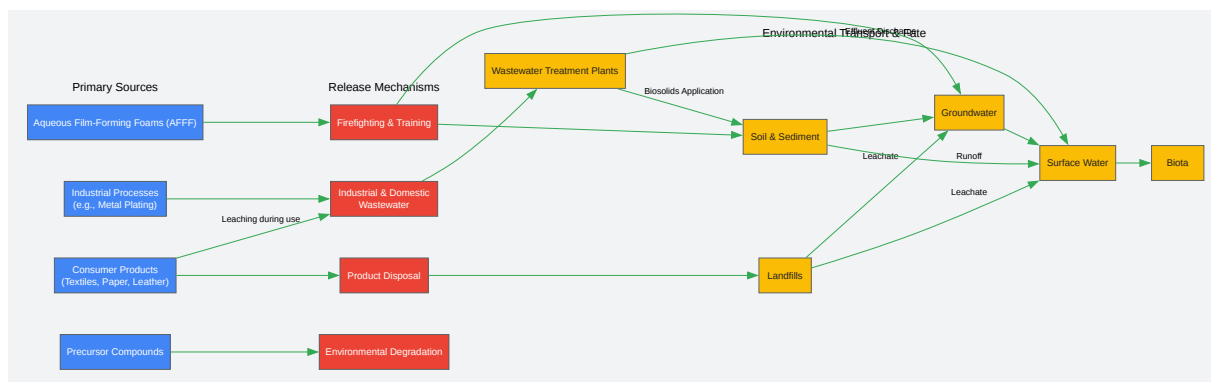 Environmental Transport & Fate
Effluent Discharge
Primary Sources
Release Mechanisms
Wastewater Treatment Plants
Biosolids Application
Aqueous Film-Forming Foams (AFFF)
Firefighting & Training
Groundwater
Soil & Sediment
Leachate
Runoff
Surface Water
Biota
Industrial Processes
(e.g., Metal Plating)
Industrial & Domestic
Wastewater
Leachate
Leaching during use
Consumer Products
(Textiles, Paper, Leather)
Product Disposal
Landfills
Precursor Compounds
Environmental Degradation